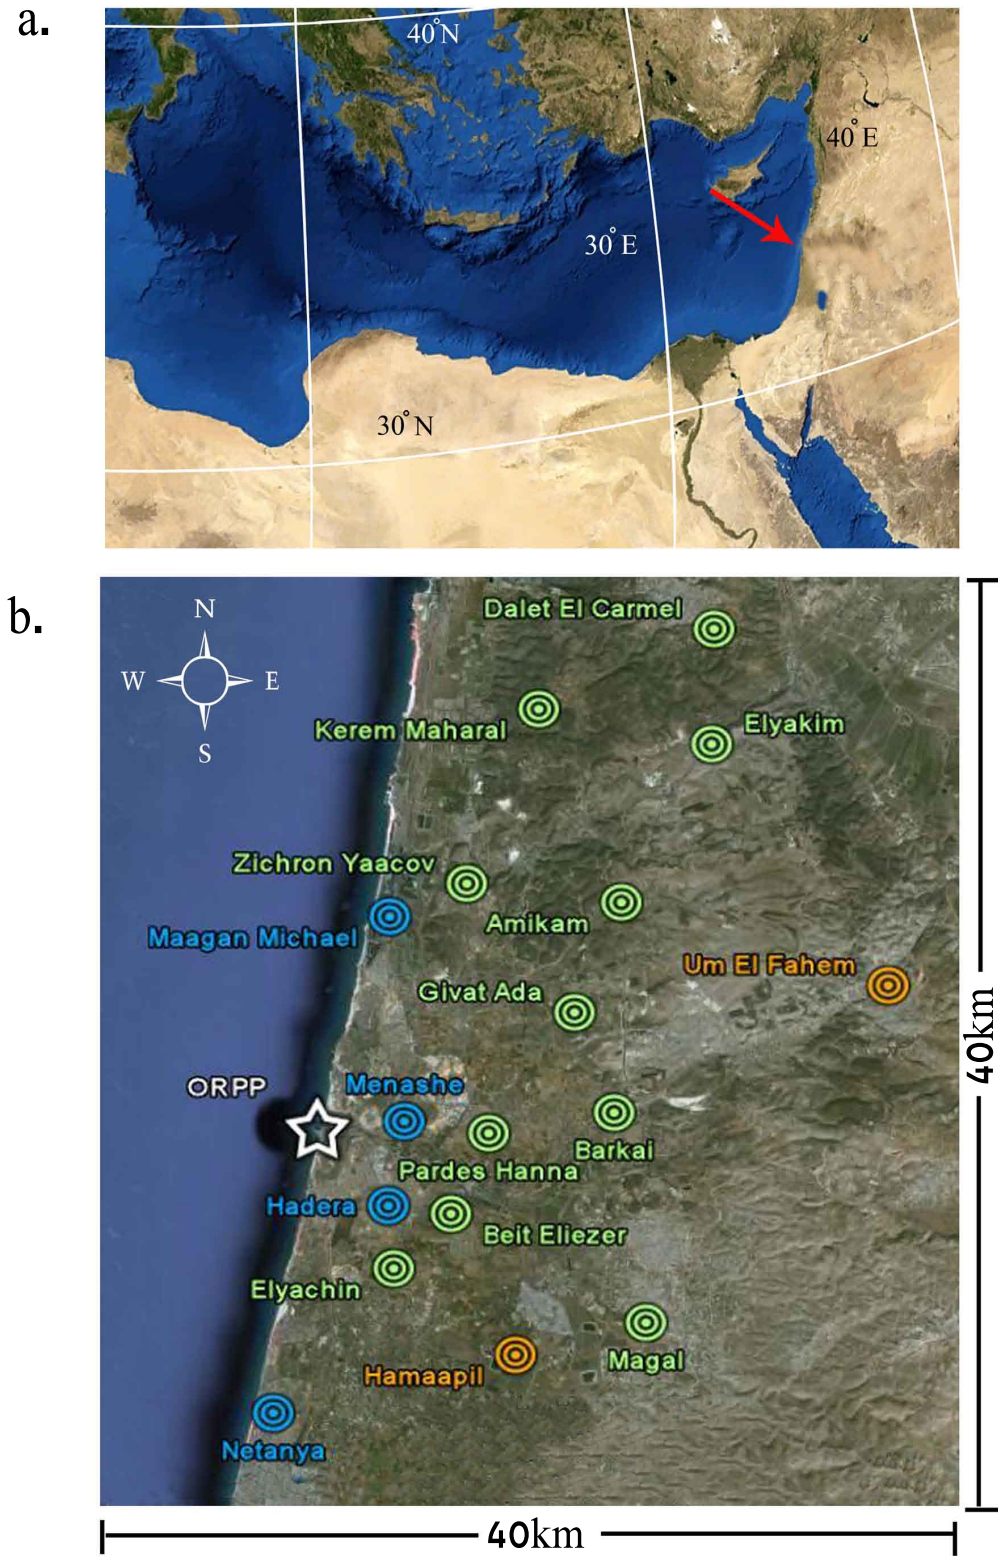 a.
40°N
40°E
30°E
30°N
b.
N
W E
S
Dalet El Carmel
Kerem Maharal
Elyakim
Zichron Yaacov
Maagan Michael
Amikam
Um El Fahem
Givat Ada
ORPP
Menashe
Barkai
Pardes Hanna
Hadera
Beit Eliezer
Elyachin
Magal
Hamaapil
Netanya
40km
40km